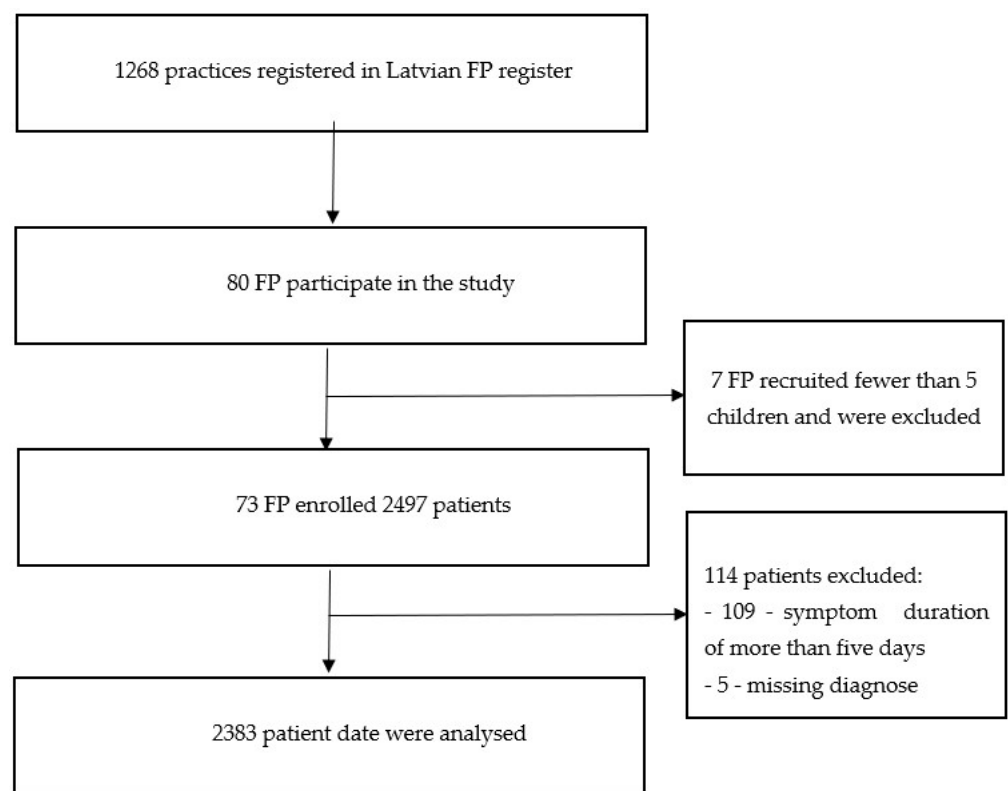 1268 practices registered in Latvian FP register
80 FP participate in the study
7 FP recruited fewer than 5
children and were excluded
73 FP enrolled 2497 patients
114 patients excluded:
- 109 - symptom duration
of more than five days
- 5 - missing diagnose
2383 patient date were analysed